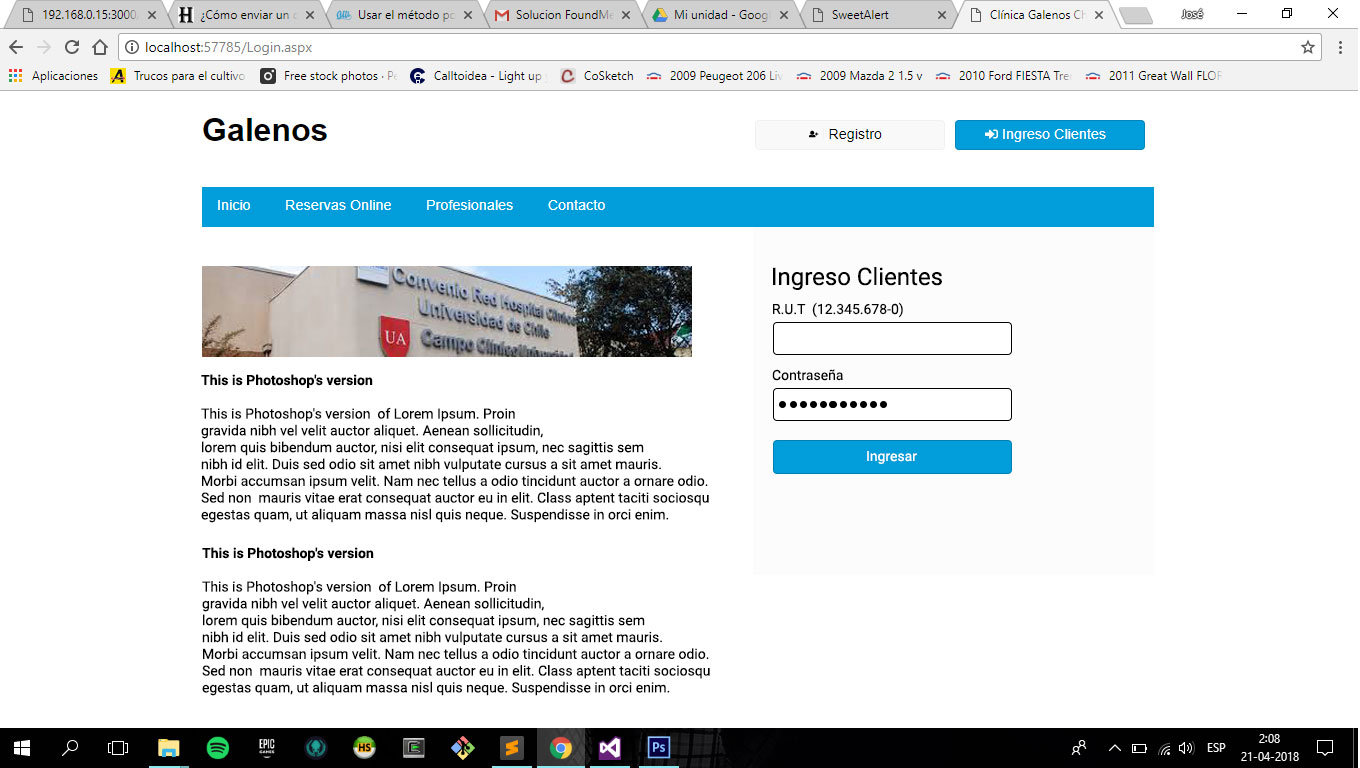 192.168.0.15:3000
¿Cómo enviar un
Usar el método po
Solucion FoundMe
Mi unidad - Goog
SweetAlert
Clínica Galenos Ch
José
localhost:57785/Login.aspx
Aplicaciones
Trucos para el cultivo
Free stock photos · Pe
Calltoidea - Light up
CoSketch
2009 Peugeot 206 Liv
2009 Mazda 2 1.5 v
2010 Ford FIESTA Tre
2011 Great Wall FLOR
Galenos
Registro
Ingreso Clientes
Inicio
Reservas Online
Profesionales
Contacto
Convenio Red Hospital Clínico
Universidad de Chile
UA
Campo Clínico Universidad
This is Photoshop's version
This is Photoshop's version of Lorem Ipsum. Proin
gravida nibh vel velit auctor aliquet. Aenean sollicitudin,
lorem quis bibendum auctor, nisi elit consequat ipsum, nec sagittis sem
nibh id elit. Duis sed odio sit amet nibh vulputate cursus a sit amet mauris.
Morbi accumsan ipsum velit. Nam nec tellus a odio tincidunt auctor a ornare odio.
Sed non mauris vitae erat consequat auctor eu in elit. Class aptent taciti sociosqu
egestas quam, ut aliquam massa nisl quis neque. Suspendisse in orci enim.
This is Photoshop's version
This is Photoshop's version of Lorem Ipsum. Proin
gravida nibh vel velit auctor aliquet. Aenean sollicitudin,
lorem quis bibendum auctor, nisi elit consequat ipsum, nec sagittis sem
nibh id elit. Duis sed odio sit amet nibh vulputate cursus a sit amet mauris.
Morbi accumsan ipsum velit. Nam nec tellus a odio tincidunt auctor a ornare odio.
Sed non mauris vitae erat consequat auctor eu in elit. Class aptent taciti sociosqu
egestas quam, ut aliquam massa nisl quis neque. Suspendisse in orci enim.
Ingreso Clientes
R.U.T (12.345.678-0)
Contraseña
Ingresar
EPIC
GAMES
HS
Ps
ESP
2:08
21-04-2018